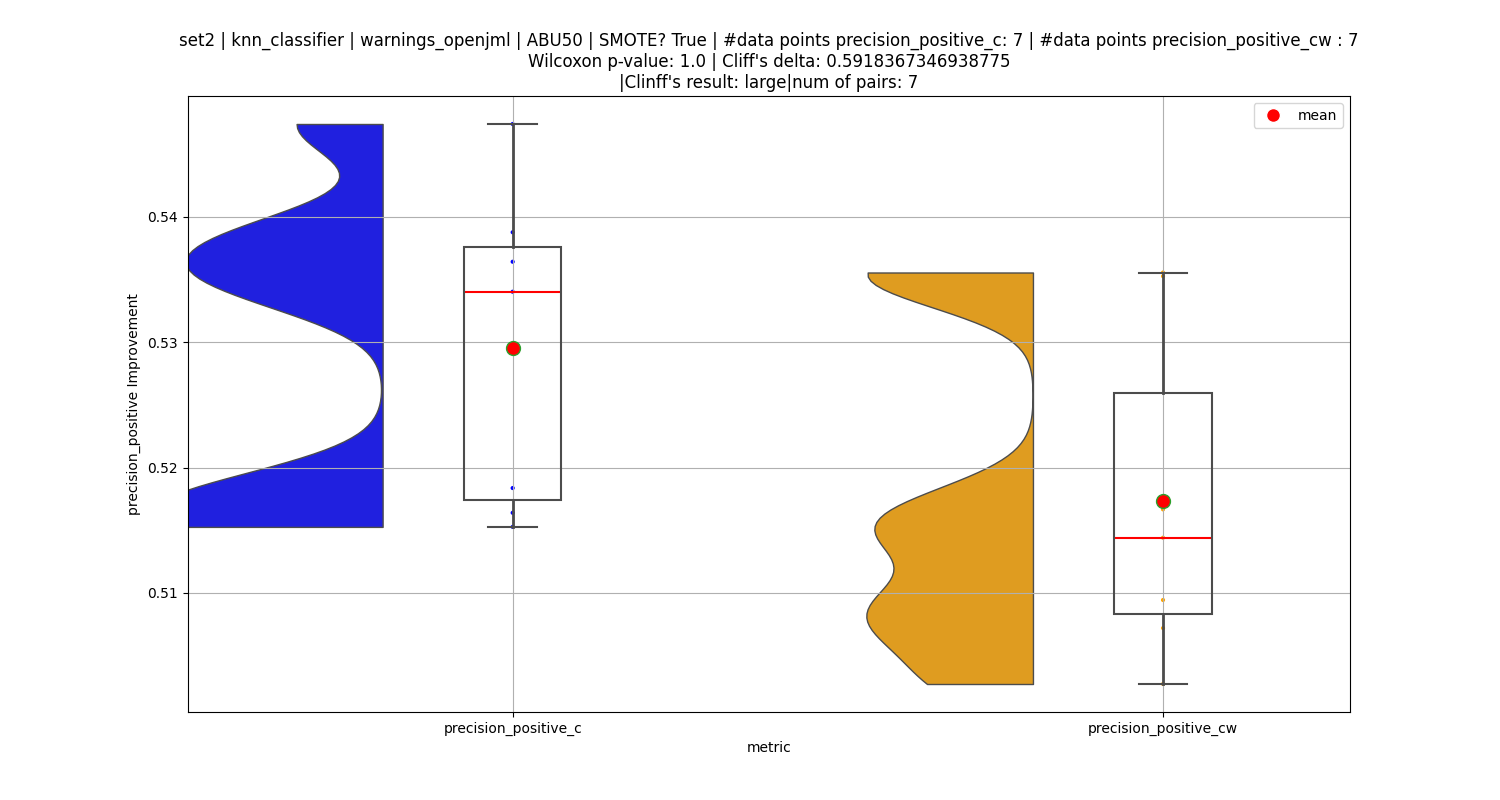 set2 | knn_classifier | warnings_openjml | ABU50 | SMOTE? True | #data points precision_positive_c: 7 | #data points precision_positive_cw : 7
Wilcoxon p-value: 1.0 | Cliff's delta: 0.5918367346938775
|Clinff's result: large|num of pairs: 7
mean
precision_positive Improvement
0.54
0.53
0.52
0.51
precision_positive_c
precision_positive_cw
metric